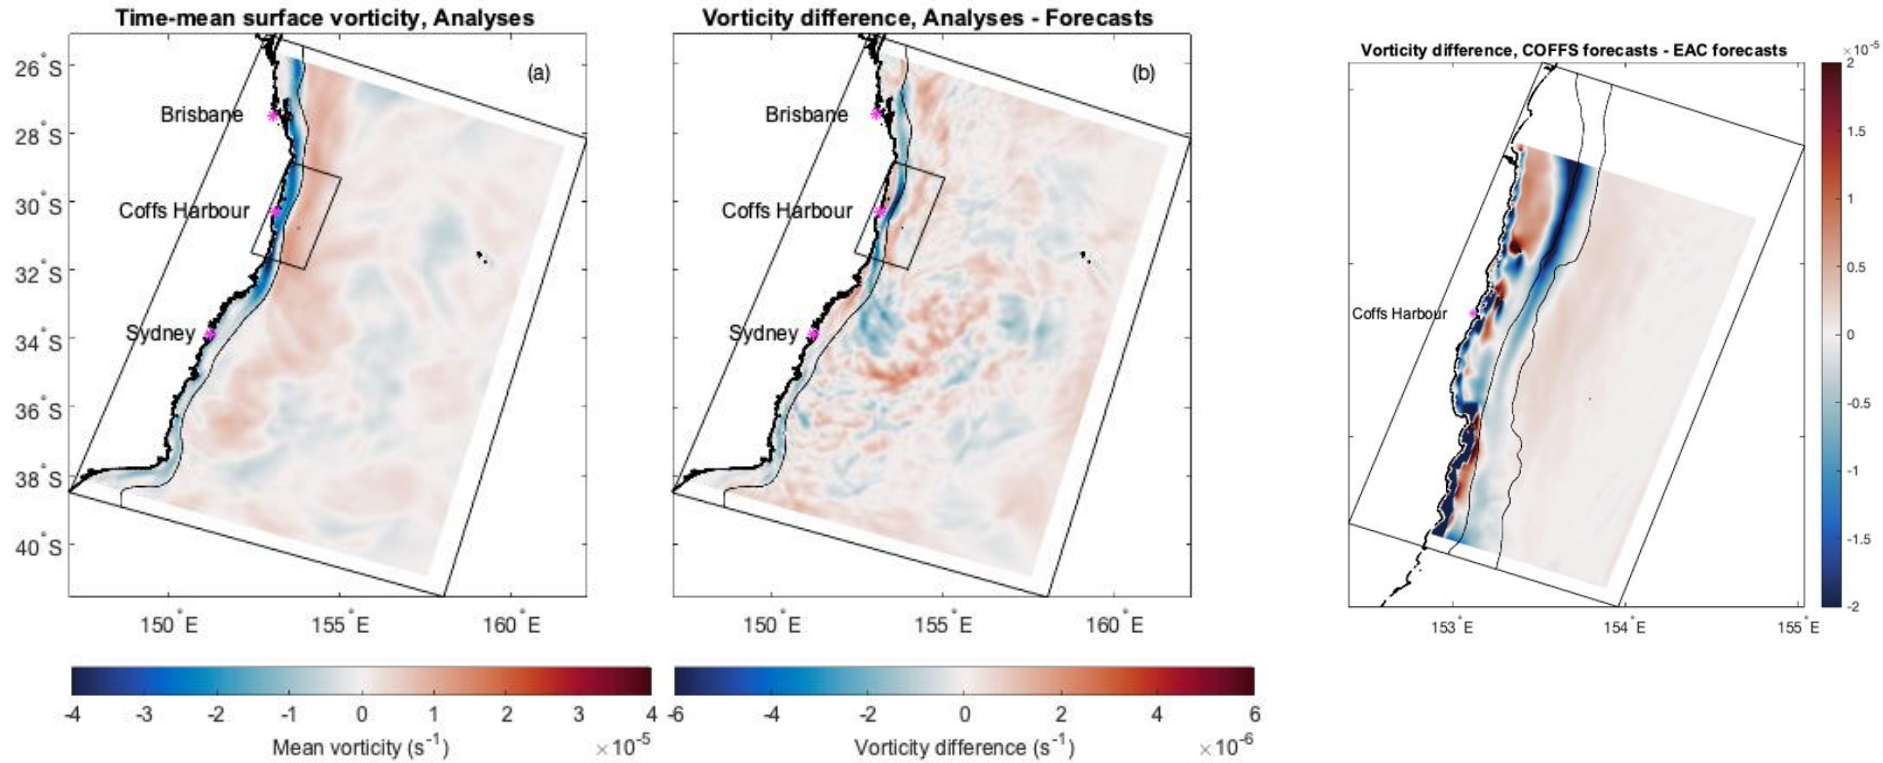 Time-mean surface vorticity, Analyses
(a)
26°S
28°S
30°S
32°S
34°S
36°S
38°S
40°S
Brisbane
Coffs Harbour
Sydney
150°E 155°E 160°E
-4 -3 -2 -1 0 1 2 3 4
Mean vorticity (s-1) ×10-5
Vorticity difference, Analyses - Forecasts
(b)
Brisbane
Coffs Harbour
Sydney
150°E 155°E 160°E
-6 -4 -2 0 2 4 6
Vorticity difference (s-1) ×10-6
Vorticity difference, COFFS forecasts - EAC forecasts
Coffs Harbour
153°E 154°E 155°E
×10-5
2
1.5
1
0.5
0
-0.5
-1
-1.5
-2